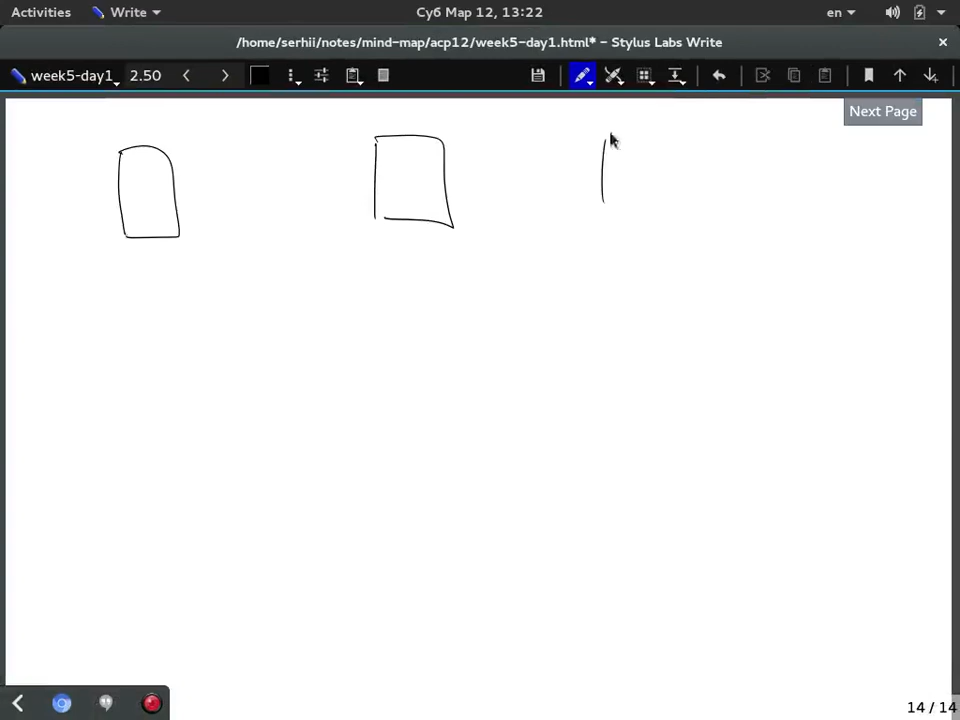 Activities Write Суб Мар 12, 13:22 en
/home/serhii/notes/mind-map/acp12/week5-day1.html* – Stylus Labs Write ×
week5-day1 2.50
Next Page
14 / 14